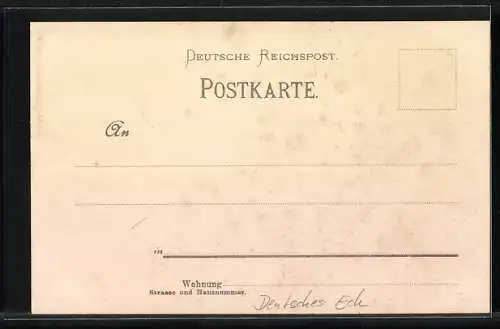 DEUTSCHE REICHSPOST.
POSTKARTE.
An
in
Wohnung
Strasse und Hausnummer.
Deutsches Eck